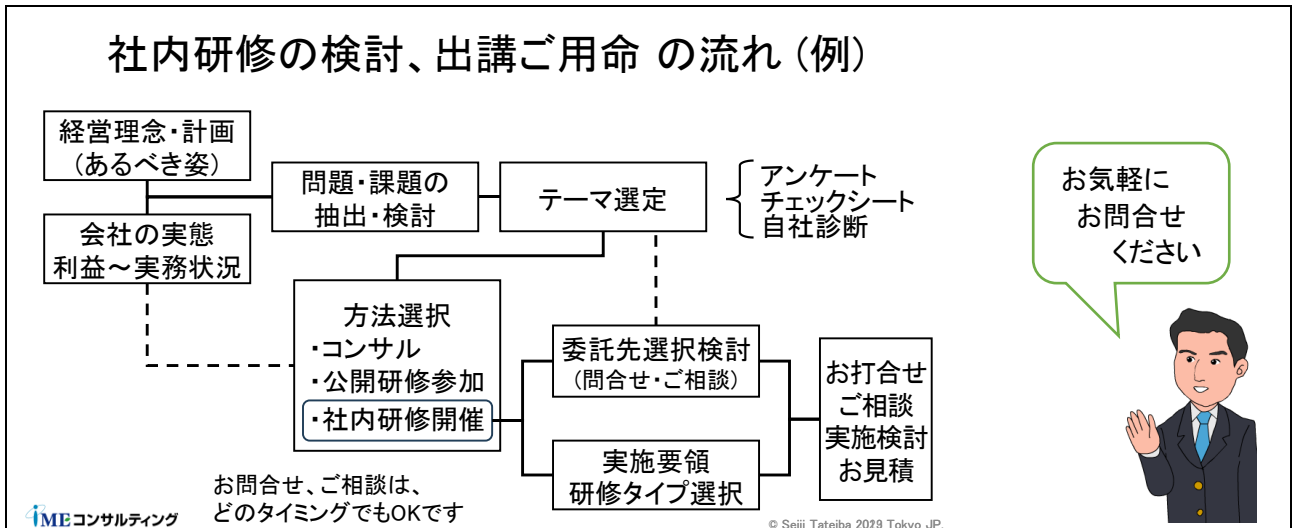 社内研修の検討、出講ご用命 の流れ (例)
経営理念・計画
(あるべき姿)
会社の実態
利益～実務状況
問題・課題の
抽出・検討
テーマ選定
アンケート
チェックシート
自社診断
お気軽に
お問合せ
ください
方法選択
・コンサル
・公開研修参加
・社内研修開催
委託先選択検討
(問合せ・ご相談)
実施要領
研修タイプ選択
お打合せ
ご相談
実施検討
お見積
お問合せ、ご相談は、
どのタイミングでもOKです
iMEコンサルティング
© Seiji Tateiba Tokyo JP.